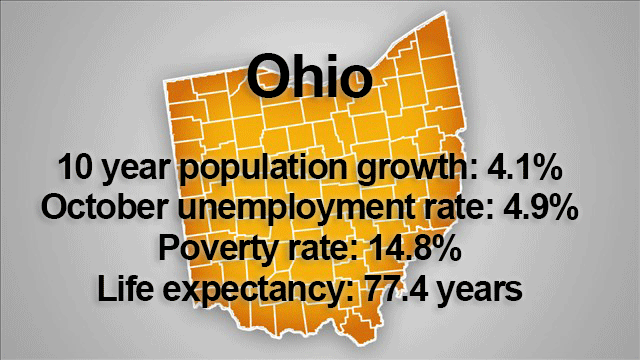 Ohio
10 year population growth: 4.1%
October unemployment rate: 4.9%
Poverty rate: 14.8%
Life expectancy: 77.4 years